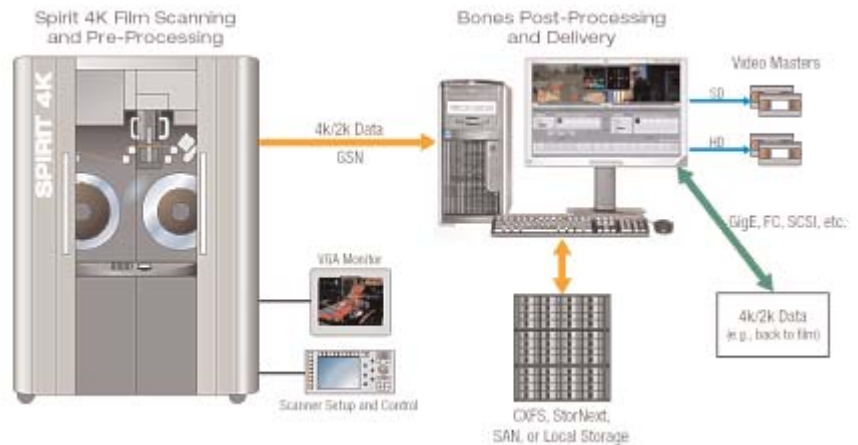 Spirit 4K Film Scanning
and Pre-Processing
Bones Post-Processing
and Delivery
Video Masters
SPIRIT 4K
4k/2k Data
GSN
SD
HD
VGA Monitor
GigE, FC, SCSI, etc.
4k/2k Data
(e.g., back to film)
Scanner Setup and Control
CXFS, StorNext,
SAN, or Local Storage